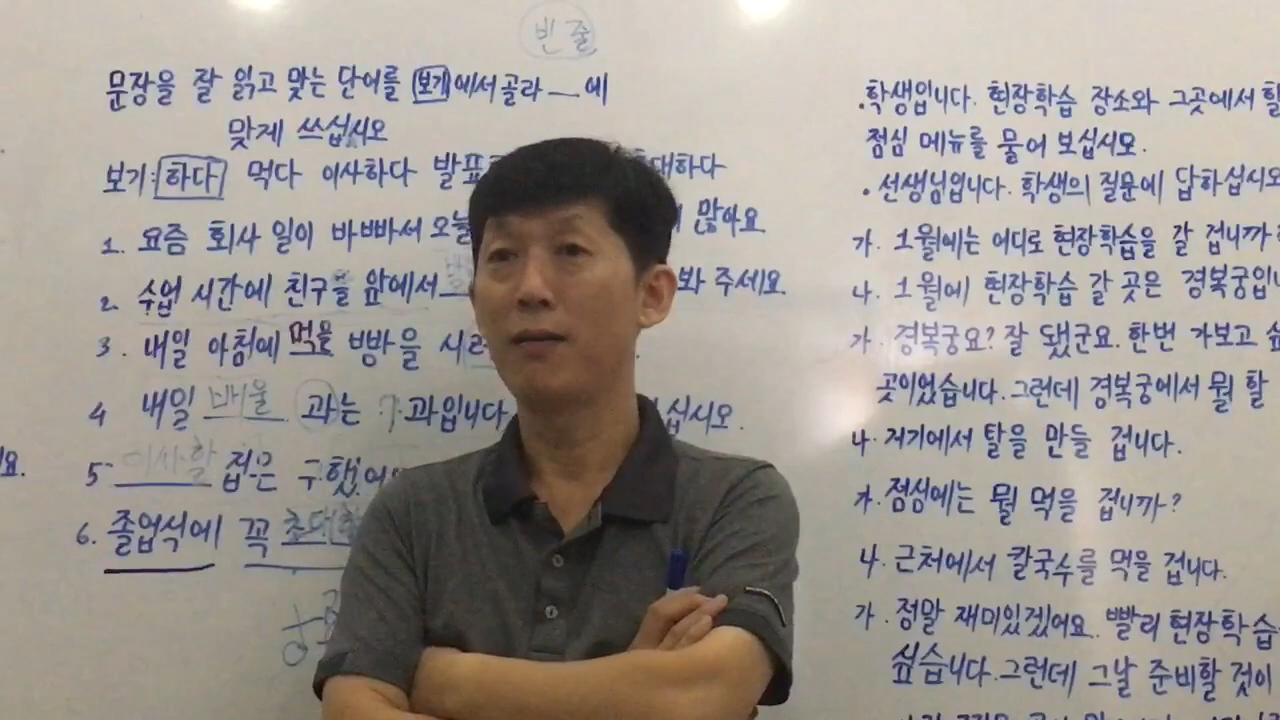 빈 줄
문장을 잘 읽고 맞는 단어를 보기에서 골라 __에
맞게 쓰십시오
보기: 하다 먹다 이사하다 발표 대하다
1. 요즘 회사 일이 바빠서 오늘 많아요
2. 수업 시간에 친구들 앞에서 봐 주세요
3. 내일 아침에 먹을 빵을
4 내일 배울 과는 과입니다 십시오.
5 이사할 집은 구했어
6. 졸업식에 꼭 초대
.학생입니다. 현장학습 장소와 그곳에서 할
점심 메뉴를 물어 보십시오.
. 선생님입니다. 학생의 질문에 답하십시오
가. 1월에는 어디로 현장학습을 갈 겁니까
나. 1월에 현장학습 갈 곳은 경복궁입니
가. 경복궁요? 잘 됐군요. 한번 가보고 싶
곳이었습니다. 그런데 경복궁에서 뭘 할
나. 거기에서 탈을 만들 겁니다.
가. 점심에는 뭘 먹을 겁니까?
나. 근처에서 칼국수를 먹을 겁니다.
가. 정말 재미있겠어요. 빨리 현장학습
싶습니다. 그런데 그날 준비할 것이